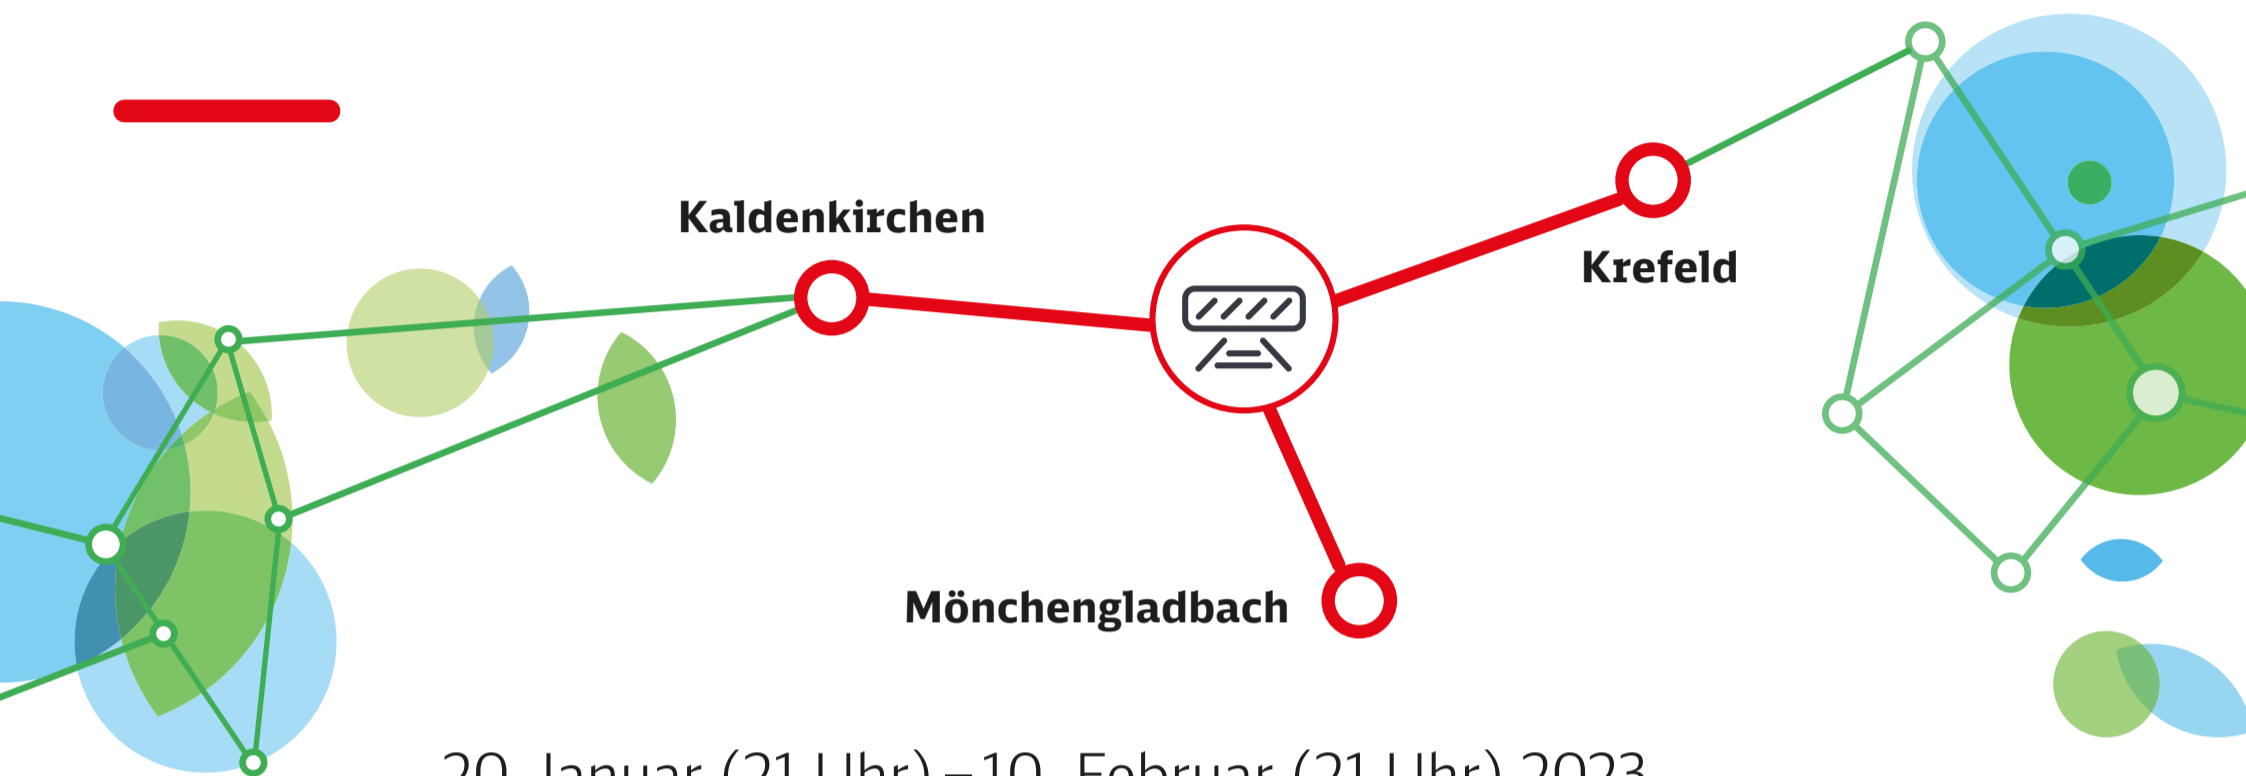 Kaldenkirchen
Krefeld
Mönchengladbach
20. Januar (21 Uhr) – 10. Februar (21 Uhr) 2023